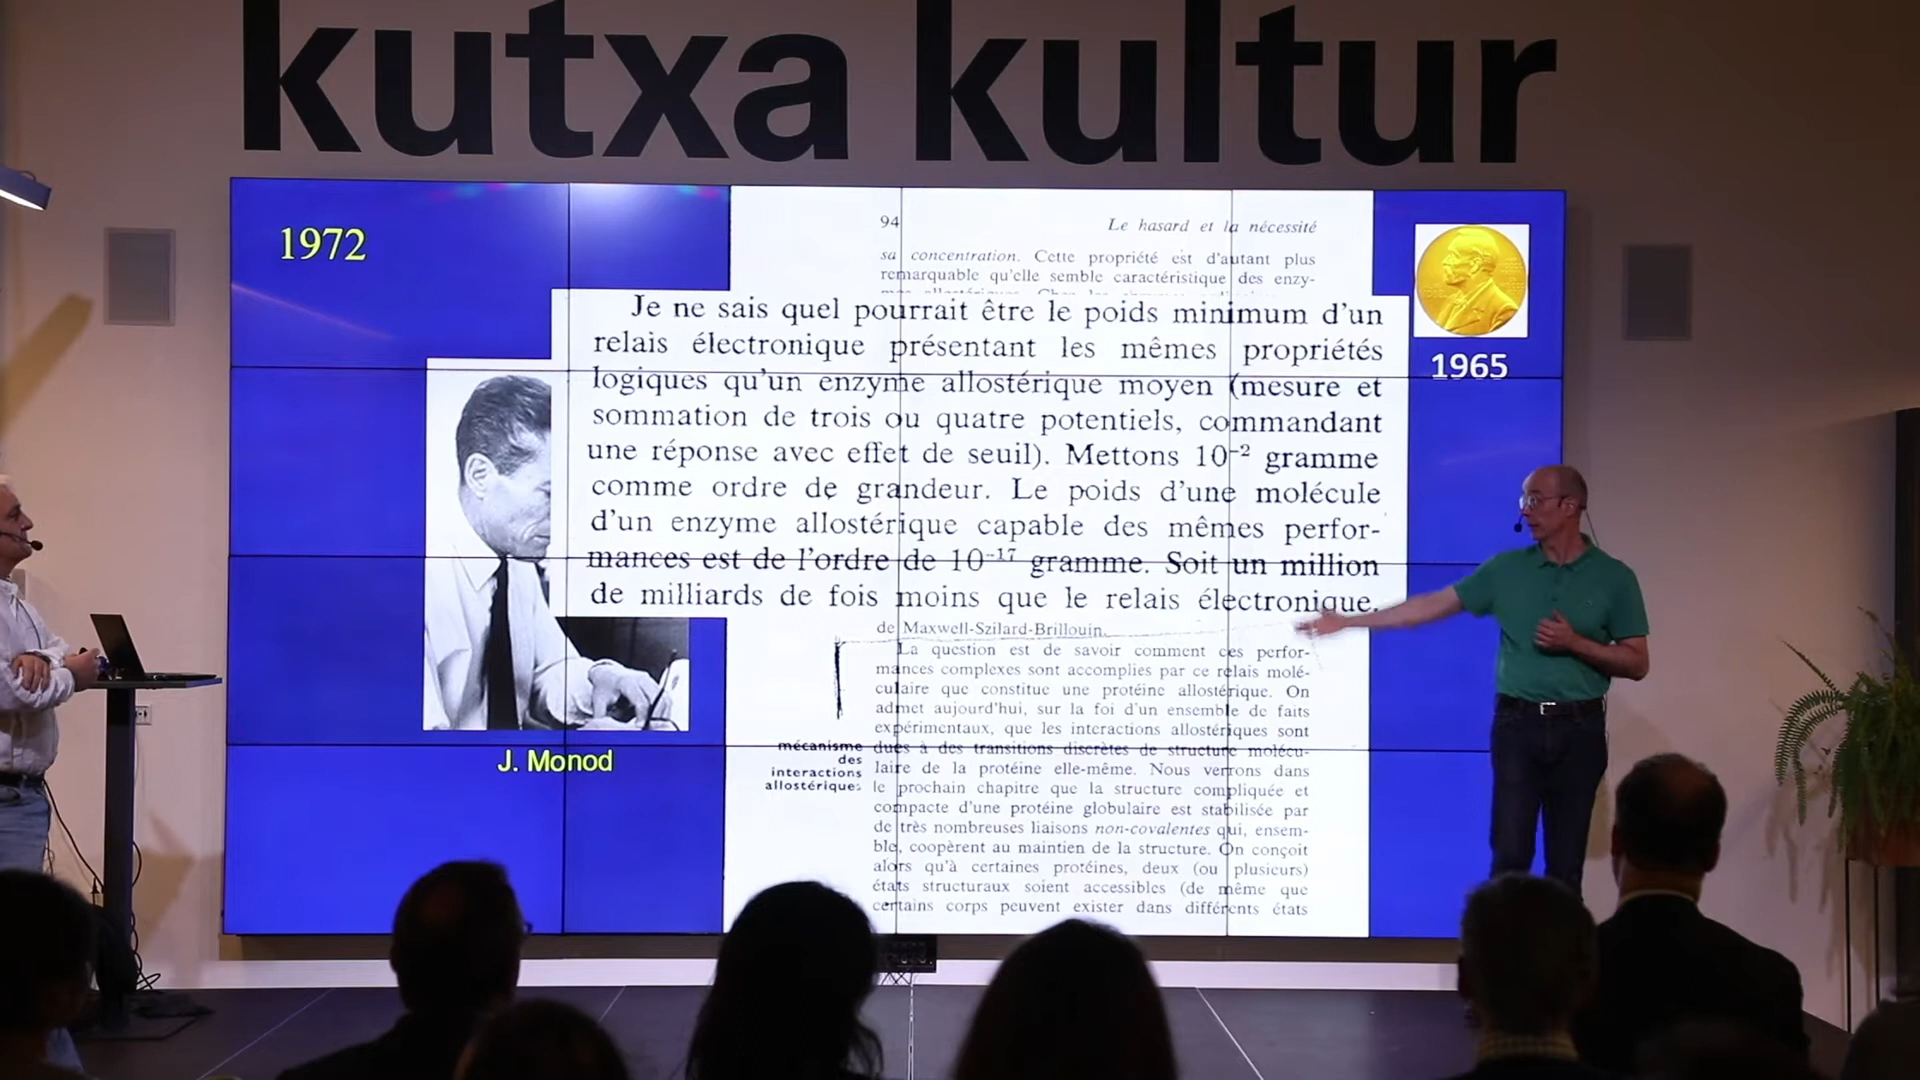 kutxa kultur
1972
94
Le hasard et la nécessité
sa concentration. Cette propriété est d'autant plus
remarquable qu'elle semble caractéristique des enzy-
Je ne sais quel pourrait être le poids minimum d'un
relais électronique présentant les mêmes propriétés
logiques qu'un enzyme allostérique moyen (mesure et
sommation de trois ou quatre potentiels, commandant
une réponse avec effet de seuil). Mettons 10⁻² gramme
comme ordre de grandeur. Le poids d'une molécule
d'un enzyme allostérique capable des mêmes perfor-
mances est de l'ordre de 10⁻¹⁷ gramme. Soit un million
de milliards de fois moins que le relais électronique.
1965
J. Monod
de Maxwell-Szilard-Brillouin.
La question est de savoir comment ces perfor-
mances complexes sont accomplies par ce relais molé-
culaire que constitue une protéine allostérique. On
admet aujourd'hui, sur la foi d'un ensemble de faits
expérimentaux, que les interactions allostériques sont
dues à des transitions discrètes de structure molécu-
laire de la protéine elle-même. Nous verrons dans
le prochain chapitre que la structure compliquée et
compacte d'une protéine globulaire est stabilisée par
de très nombreuses liaisons non-covalentes qui, ensem-
ble, coopèrent au maintien de la structure. On conçoit
alors qu'à certaines protéines, deux (ou plusieurs)
états structuraux soient accessibles (de même que
certains corps peuvent exister dans différents états
mécanisme
des
interactions
allostériques